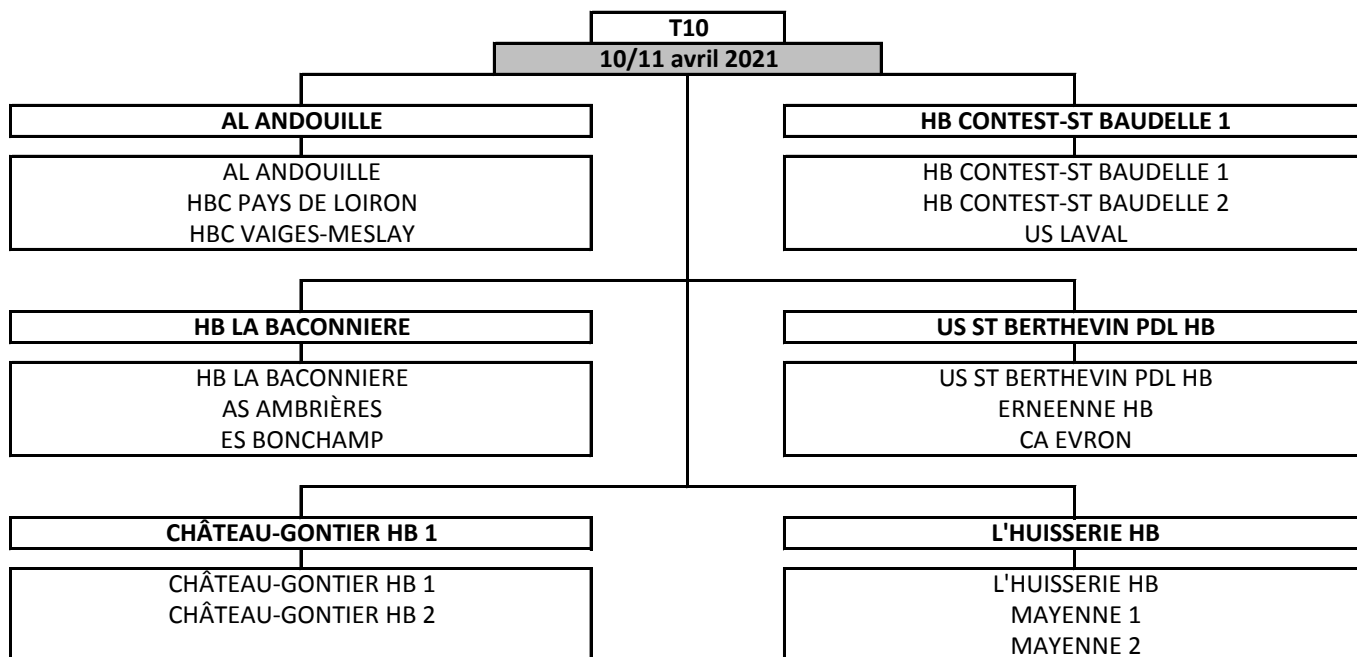 T10
10/11 avril 2021
AL ANDOUILLE
AL ANDOUILLE
HBC PAYS DE LOIRON
HBC VAIGES-MESLAY
HB CONTEST-ST BAUDELLE 1
HB CONTEST-ST BAUDELLE 1
HB CONTEST-ST BAUDELLE 2
US LAVAL
HB LA BACONNIERE
HB LA BACONNIERE
AS AMBRIÈRES
ES BONCHAMP
US ST BERTHEVIN PDL HB
US ST BERTHEVIN PDL HB
ERNEENNE HB
CA EVRON
CHÂTEAU-GONTIER HB 1
CHÂTEAU-GONTIER HB 1
CHÂTEAU-GONTIER HB 2
L'HUISSERIE HB
L'HUISSERIE HB
MAYENNE 1
MAYENNE 2